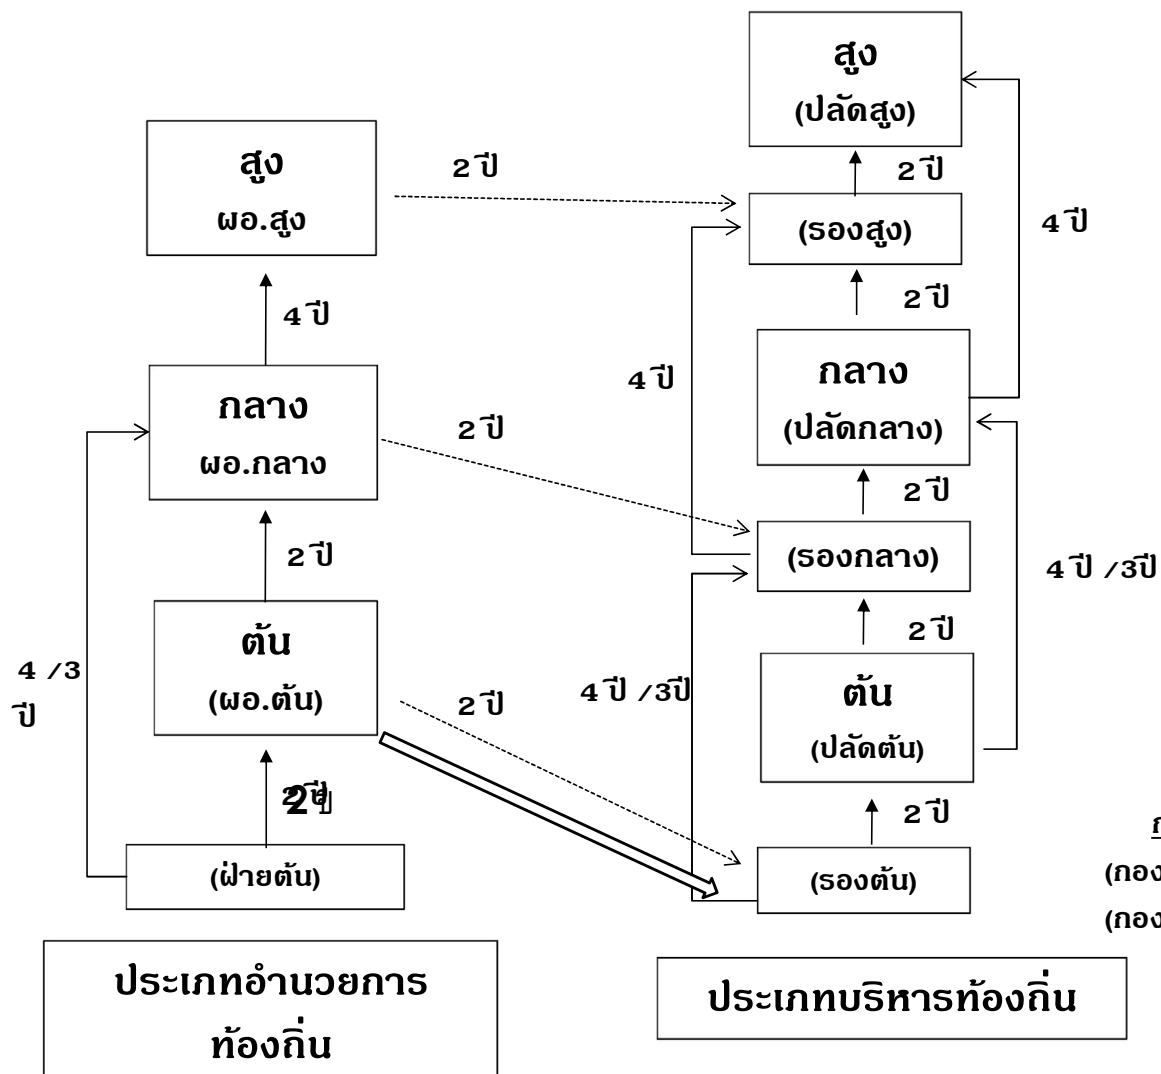 สูง
(ปลัดสูง)
สูง
ผอ.สูง
2 ปี
2 ปี
(รองสูง)
4 ปี
2 ปี
4 ปี
กลาง
ผอ.กลาง
4 ปี
2 ปี
กลาง
(ปลัดกลาง)
2 ปี
2 ปี
(รองกลาง)
4 ปี /3ปี
ต้น
(ผอ.ต้น)
4 /3
ปี
2 ปี
4 ปี /3ปี
2 ปี
ต้น
(ปลัดต้น)
2 ปี
2 ปี
(ฝ่ายต้น)
(รองต้น)
(กอง
(กอง
ประเภทอำนวยการ
ท้องถิ่น
ประเภทบริหารท้องถิ่น